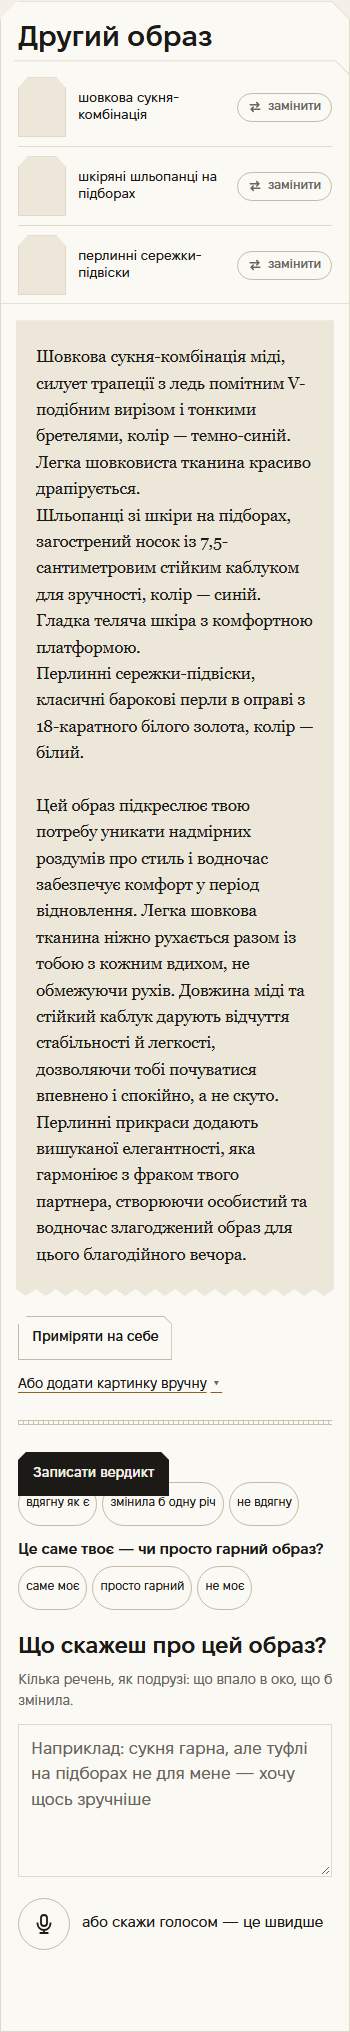 Другий образ
шовкова сукня-
комбінація
замінити
шкіряні шльопанці на
підборах
замінити
перлинні сережки-
підвіски
замінити
Шовкова сукня-комбінація міді,
силует трапеції з ледь помітним V-
подібним вирізом і тонкими
бретелями, колір — темно-синій.
Легка шовковиста тканина красиво
драпірується.
Шльопанці зі шкіри на підборах,
загострений носок із 7,5-
сантиметровим стійким каблуком
для зручності, колір — синій.
Гладка теляча шкіра з комфортною
платформою.
Перлинні сережки-підвіски,
класичні барокові перли в оправі з
18-каратного білого золота, колір —
білий.
Цей образ підкреслює твою
потребу уникати надмірних
роздумів про стиль і водночас
забезпечує комфорт у період
відновлення. Легка шовкова
тканина ніжно рухається разом із
тобою з кожним вдихом, не
обмежуючи рухів. Довжина міді та
стійкий каблук дарують відчуття
стабільності й легкості,
дозволяючи тобі почуватися
впевнено і спокійно, а не скуто.
Перлинні прикраси додають
вишуканої елегантності, яка
гармоніює з фраком твого
партнера, створюючи особистий та
водночас злагоджений образ для
цього благодійного вечора.
Приміряти на себе
Або додати картинку вручну
Записати вердикт
вдягну як є
змінила б одну річ
не вдягну
Це саме твоє — чи просто гарний образ?
саме моє
просто гарний
не моє
Що скажеш про цей образ?
Кілька речень, як подрузі: що впало в око, що б
змінила.
Наприклад: сукня гарна, але туфлі
на підборах не для мене — хочу
щось зручніше
або скажи голосом — це швидше